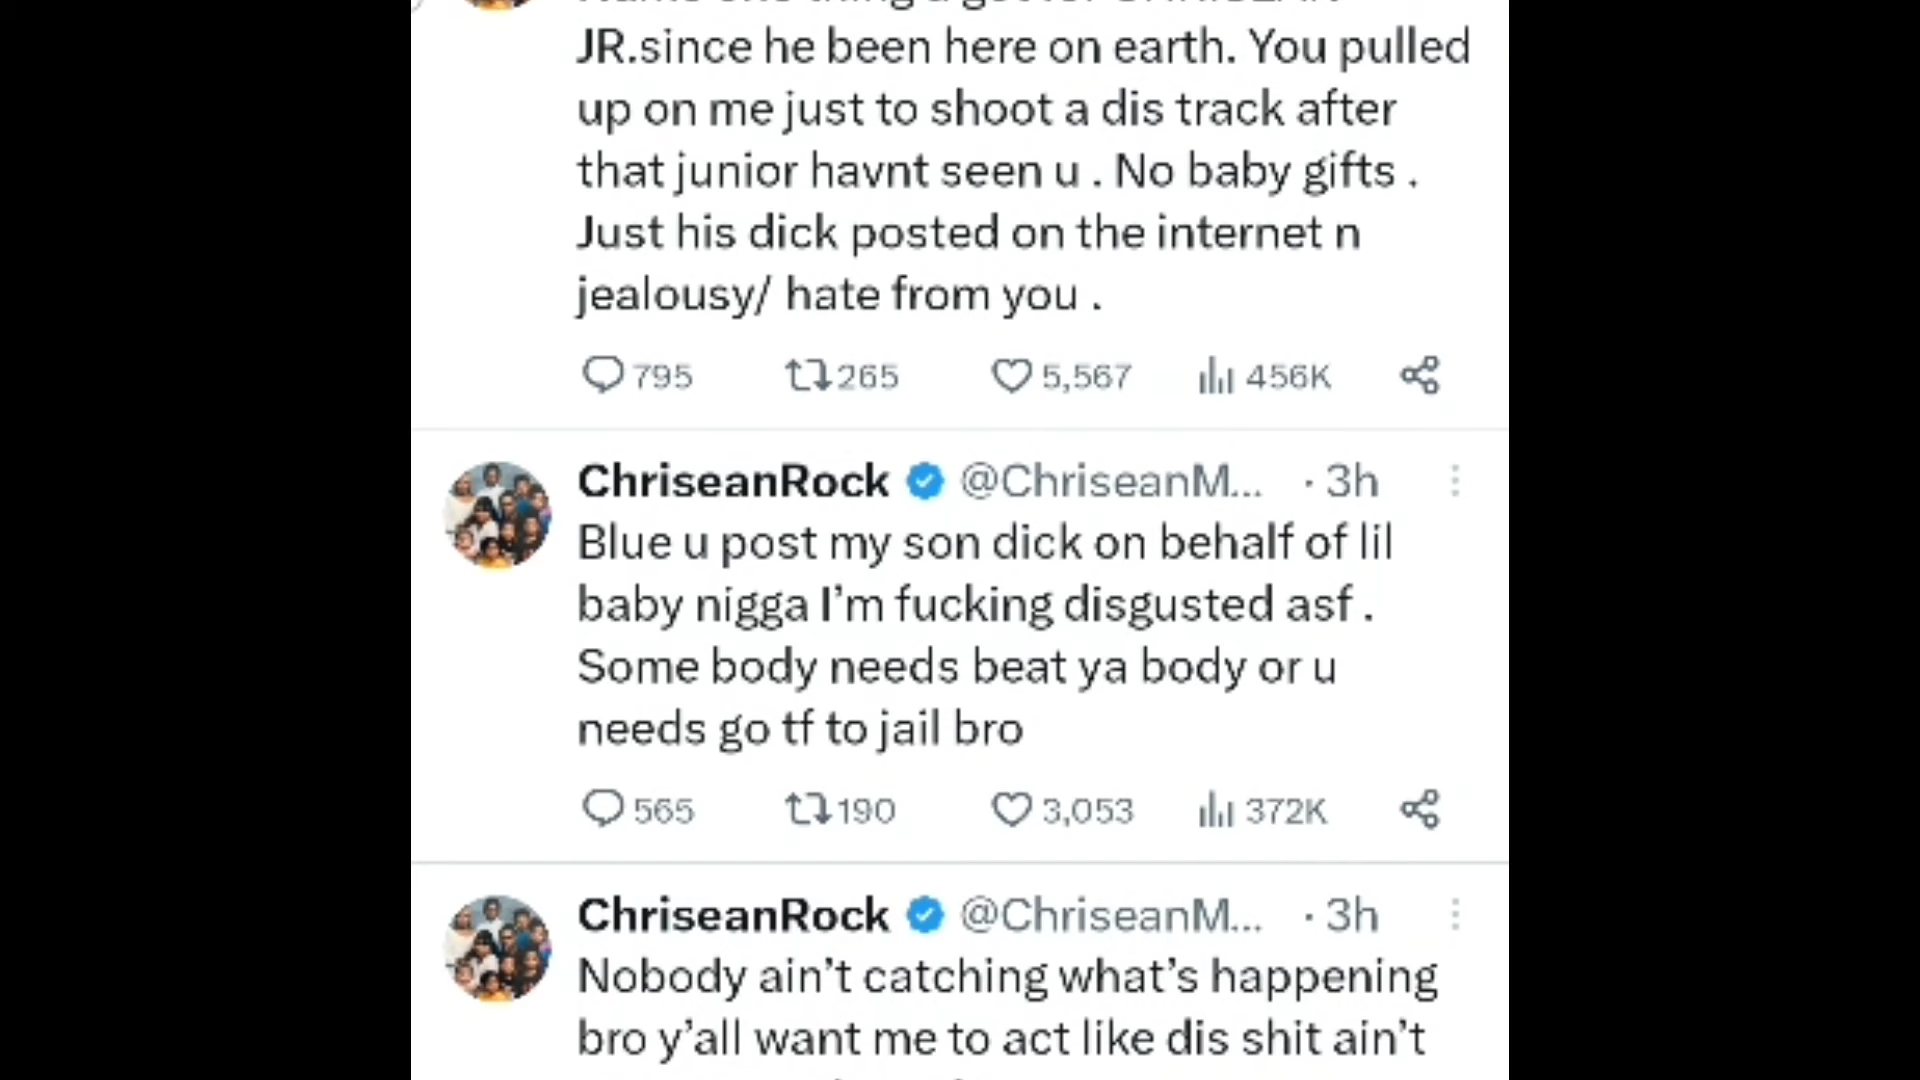 JR.since he been here on earth. You pulled
up on me just to shoot a dis track after
that junior havnt seen u . No baby gifts .
Just his dick posted on the internet n
jealousy/ hate from you .
795 265 5,567 456K
ChriseanRock @ChriseanM... · 3h
Blue u post my son dick on behalf of lil
baby nigga I'm fucking disgusted asf .
Some body needs beat ya body or u
needs go tf to jail bro
565 190 3,053 372K
ChriseanRock @ChriseanM... · 3h
Nobody ain't catching what's happening
bro y'all want me to act like dis shit ain't